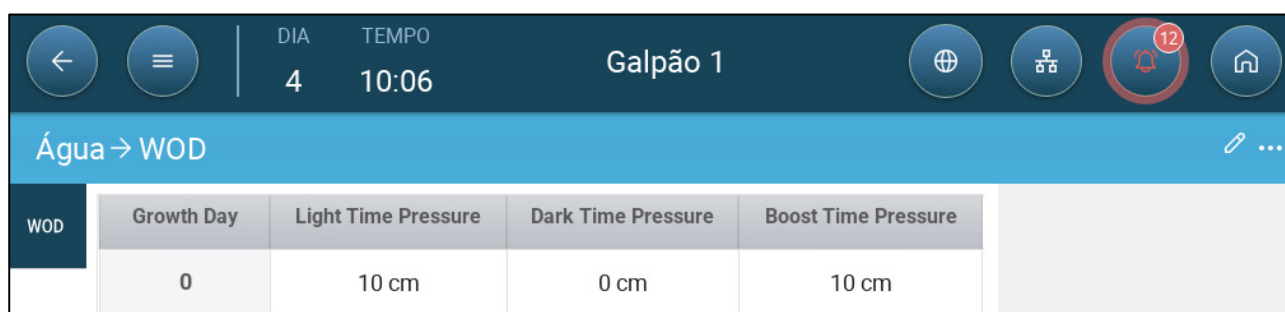 DIA TEMPO
4 10:06 Galpão 1 12
Água → WOD
WOD Growth Day Light Time Pressure Dark Time Pressure Boost Time Pressure
0 10 cm 0 cm 10 cm